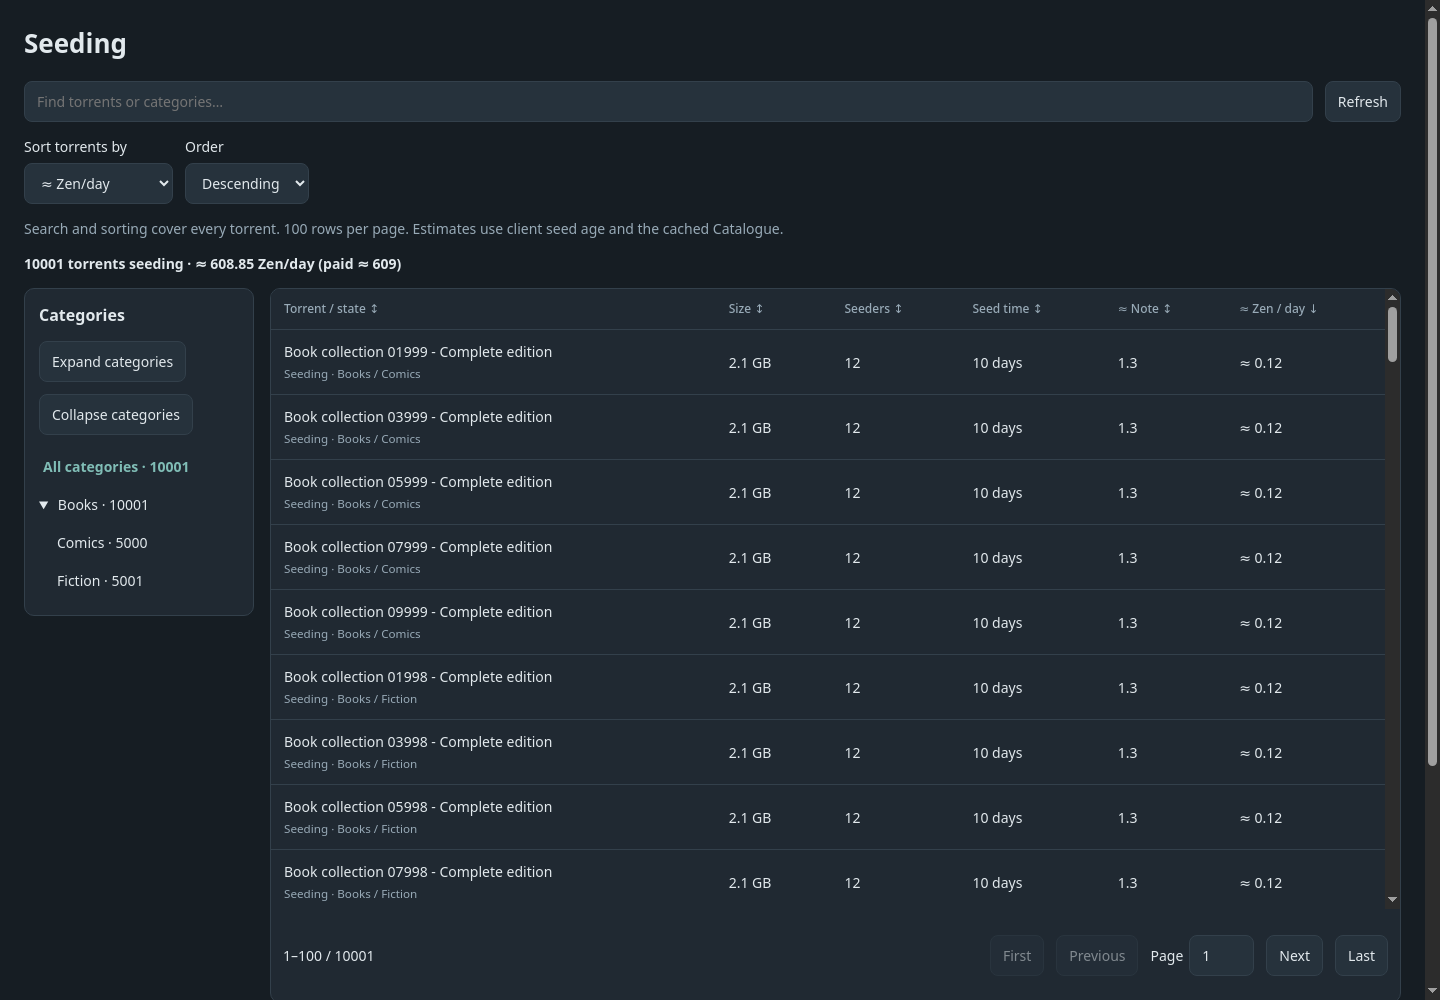 Seeding
Find torrents or categories...
Refresh
Sort torrents by
Order
≈ Zen/day
Descending
Search and sorting cover every torrent. 100 rows per page. Estimates use client seed age and the cached Catalogue.
10001 torrents seeding · ≈ 608.85 Zen/day (paid ≈ 609)
Categories
Expand categories
Collapse categories
All categories · 10001
▼ Books · 10001
Comics · 5000
Fiction · 5001
Torrent / state ↕ Size ↕ Seeders ↕ Seed time ↕ ≈ Note ↕ ≈ Zen / day ↓
Book collection 01999 - Complete edition
Seeding · Books / Comics
2.1 GB 12 10 days 1.3 ≈ 0.12
Book collection 03999 - Complete edition
Seeding · Books / Comics
2.1 GB 12 10 days 1.3 ≈ 0.12
Book collection 05999 - Complete edition
Seeding · Books / Comics
2.1 GB 12 10 days 1.3 ≈ 0.12
Book collection 07999 - Complete edition
Seeding · Books / Comics
2.1 GB 12 10 days 1.3 ≈ 0.12
Book collection 09999 - Complete edition
Seeding · Books / Comics
2.1 GB 12 10 days 1.3 ≈ 0.12
Book collection 01998 - Complete edition
Seeding · Books / Fiction
2.1 GB 12 10 days 1.3 ≈ 0.12
Book collection 03998 - Complete edition
Seeding · Books / Fiction
2.1 GB 12 10 days 1.3 ≈ 0.12
Book collection 05998 - Complete edition
Seeding · Books / Fiction
2.1 GB 12 10 days 1.3 ≈ 0.12
Book collection 07998 - Complete edition
Seeding · Books / Fiction
2.1 GB 12 10 days 1.3 ≈ 0.12
1–100 / 10001
First Previous Page 1 Next Last